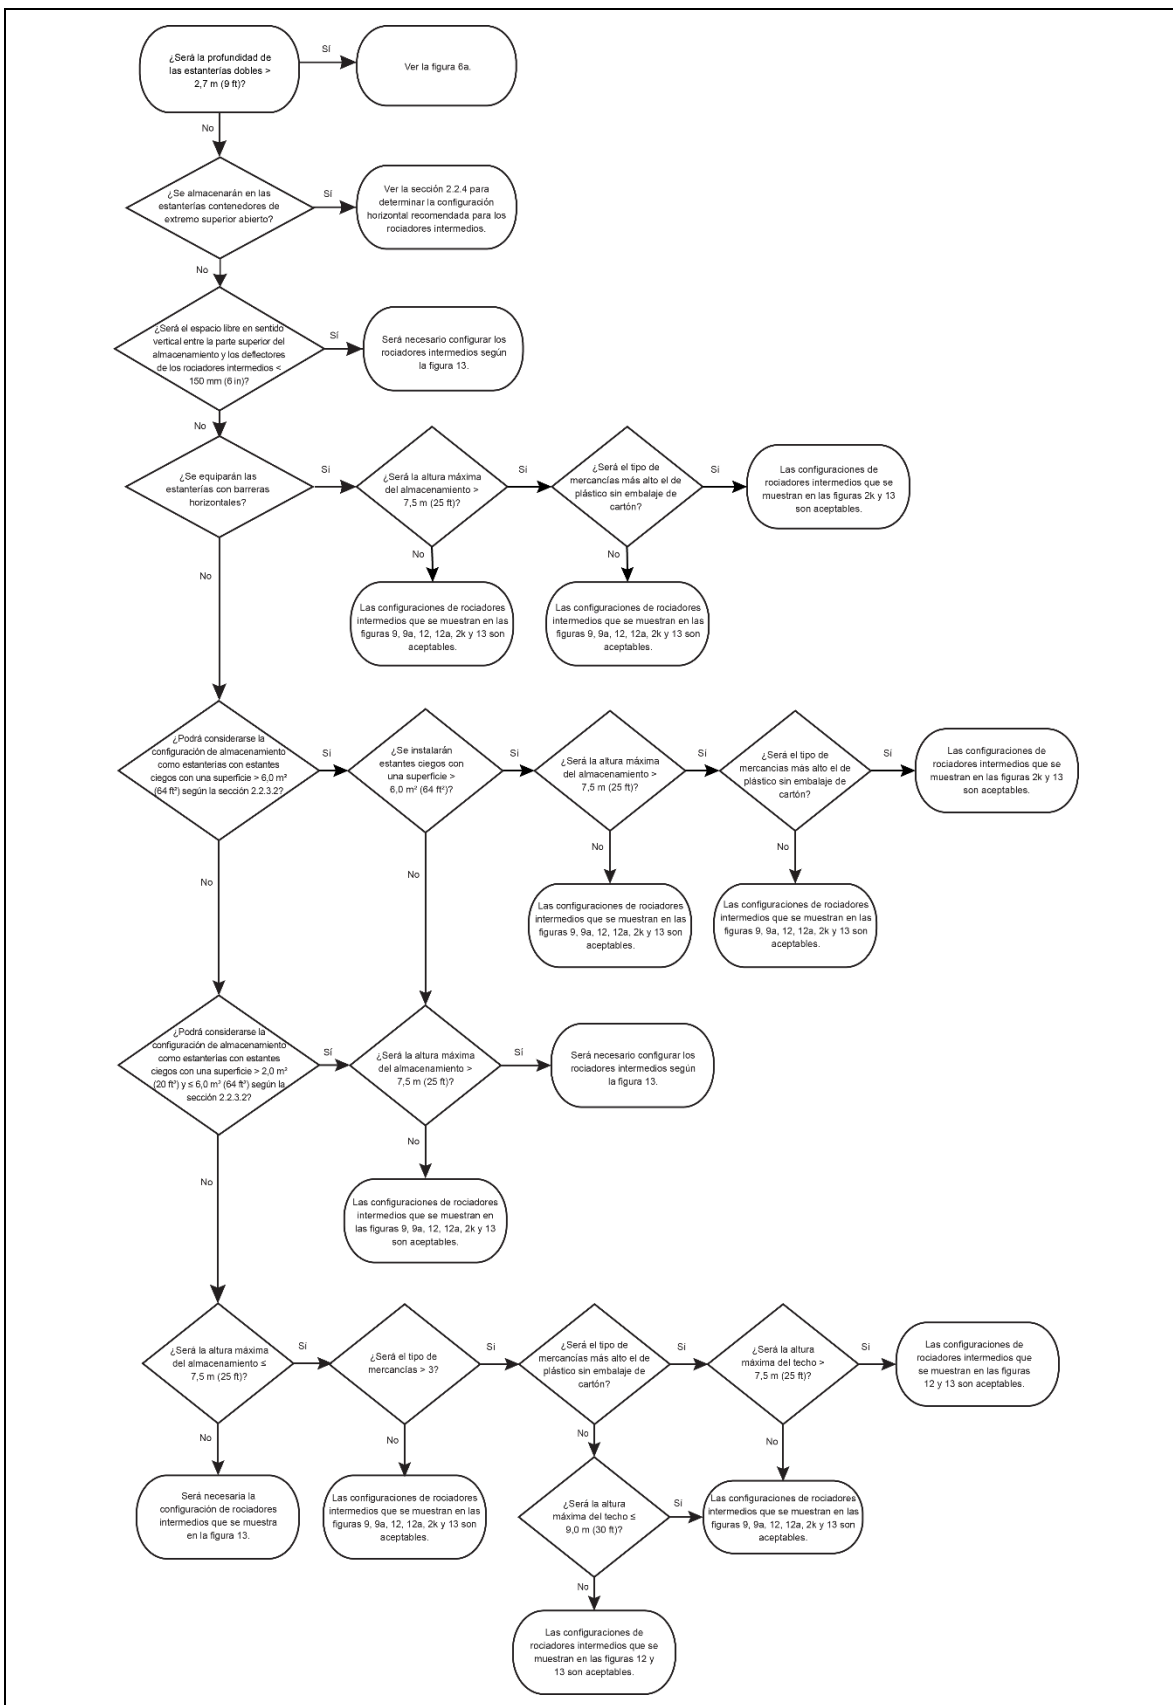 ¿Será la profundidad de
las estanterías dobles >
2,7 m (9 ft)?
Sí
Ver la figura 6a.
No
¿Se almacenarán en las
estanterías contenedores de
extremo superior abierto?
Sí
Ver la sección 2.2.4 para
determinar la configuración
horizontal recomendada para los
rociadores intermedios.
No
¿Será el espacio libre en sentido
vertical entre la parte superior del
almacenamiento y los deflectores
de los rociadores intermedios <
150 mm (6 in)?
Sí
Será necesario configurar los
rociadores intermedios según
la figura 13.
No
¿Se equiparán las
estanterías con barreras
horizontales?
Sí
¿Será la altura máxima
del almacenamiento >
7,5 m (25 ft)?
Sí
¿Será el tipo de
mercancías más alto el de
plástico sin embalaje de
cartón?
Sí
Las configuraciones de
rociadores intermedios que se
muestran en las figuras 2k y 13
son aceptables.
No
No
No
Las configuraciones de rociadores
intermedios que se muestran en las
figuras 9, 9a, 12, 12a, 2k y 13 son
aceptables.
Las configuraciones de rociadores
intermedios que se muestran en las
figuras 9, 9a, 12, 12a, 2k y 13 son
aceptables.
¿Podrá considerarse la
configuración de almacenamiento
como estanterías con estantes
ciegos con una superficie > 6,0 m²
(64 ft²) según la sección 2.2.3.2?
Sí
¿Se instalarán
estantes ciegos con
una superficie >
6,0 m² (64 ft²)?
Sí
¿Será la altura máxima
del almacenamiento >
7,5 m (25 ft)?
Sí
¿Será el tipo de
mercancías más alto el de
plástico sin embalaje de
cartón?
Sí
Las configuraciones de
rociadores intermedios que se
muestran en las figuras 2k y 13
son aceptables.
No
No
No
No
Las configuraciones de rociadores
intermedios que se muestran en las
figuras 9, 9a, 12, 12a, 2k y 13 son
aceptables.
Las configuraciones de rociadores
intermedios que se muestran en las
figuras 9, 9a, 12, 12a, 2k y 13 son
aceptables.
¿Podrá considerarse la
configuración de almacenamiento
como estanterías con estantes
ciegos con una superficie > 2,0 m²
(20 ft²) y ≤ 6,0 m² (64 ft²) según la
sección 2.2.3.2?
Sí
¿Será la altura máxima
del almacenamiento >
7,5 m (25 ft)?
Sí
Será necesario configurar los
rociadores intermedios según
la figura 13.
No
No
Las configuraciones de rociadores
intermedios que se muestran en
las figuras 9, 9a, 12, 12a, 2k y 13
son aceptables.
¿Será la altura máxima
del almacenamiento ≤
7,5 m (25 ft)?
Sí
¿Será el tipo de
mercancías > 3?
Sí
¿Será el tipo de
mercancías más alto el de
plástico sin embalaje de
cartón?
Sí
¿Será la altura
máxima del techo >
7,5 m (25 ft)?
Sí
Las configuraciones de
rociadores intermedios que
se muestran en las figuras
12 y 13 son aceptables.
No
No
No
No
Será necesaria la
configuración de rociadores
intermedios que se muestra
en la figura 13.
Las configuraciones de rociadores
intermedios que se muestran en las
figuras 9, 9a, 12, 12a, 2k y 13 son
aceptables.
¿Será la altura
máxima del techo ≤
9,0 m (30 ft)?
Sí
Las configuraciones de rociadores
intermedios que se muestran en las
figuras 9, 9a, 12, 12a, 2k y 13 son
aceptables.
No
Las configuraciones de
rociadores intermedios que se
muestran en las figuras 12 y
13 son aceptables.